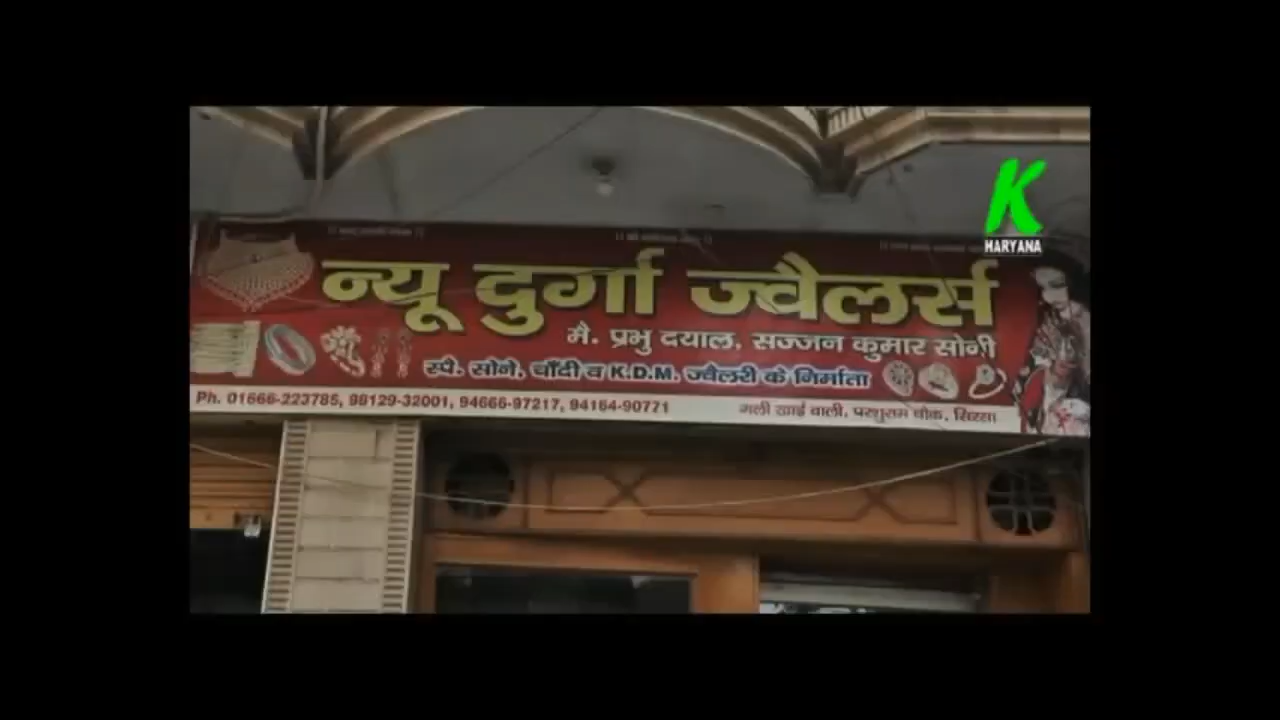 K
HARYANA
न्यू दुर्गा ज्वैलर्स
मै. प्रभु दयाल, सज्जन कुमार सोनी
स्पै. सोने, चाँदी व K.D.M. ज्वैलरी के निर्माता
Ph. 01666-223785, 98129-32001, 94666-97217, 94164-90771
गली खाई वाली, परशुराम चौक, सिरसा